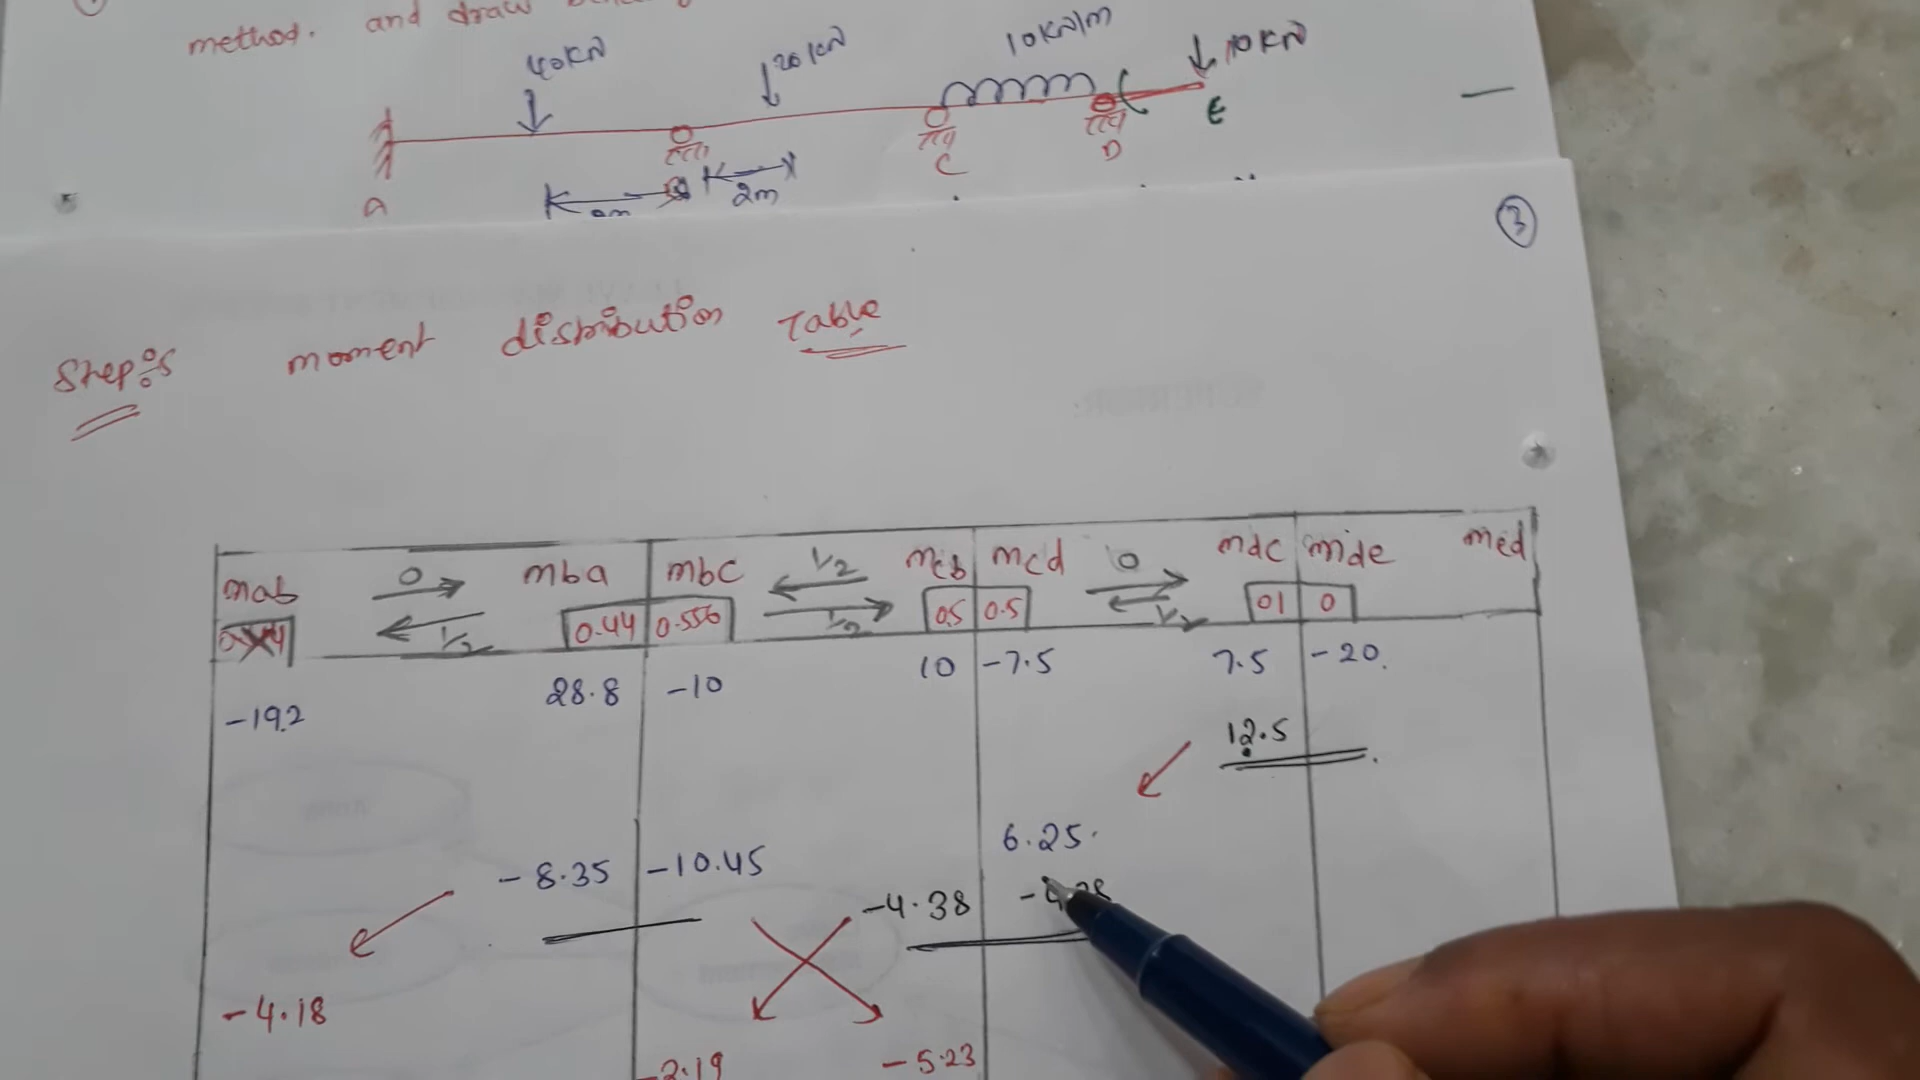 method. and draw
40KN
20KN
10KN/m
10KN
A
2m
C
D
E
3
Step:5 moment distribution Table
mab 0 mba mbc 1/2 mcb mcd 0 mdc mde med
1/2 0.44 0.556 1/2 0.5 0.5 1/2 01 0
-19.2 28.8 -10 10 -7.5 7.5 -20.
12.5
6.25
-8.35 -10.45 -4.38
-4.18
-2.19 -5.23